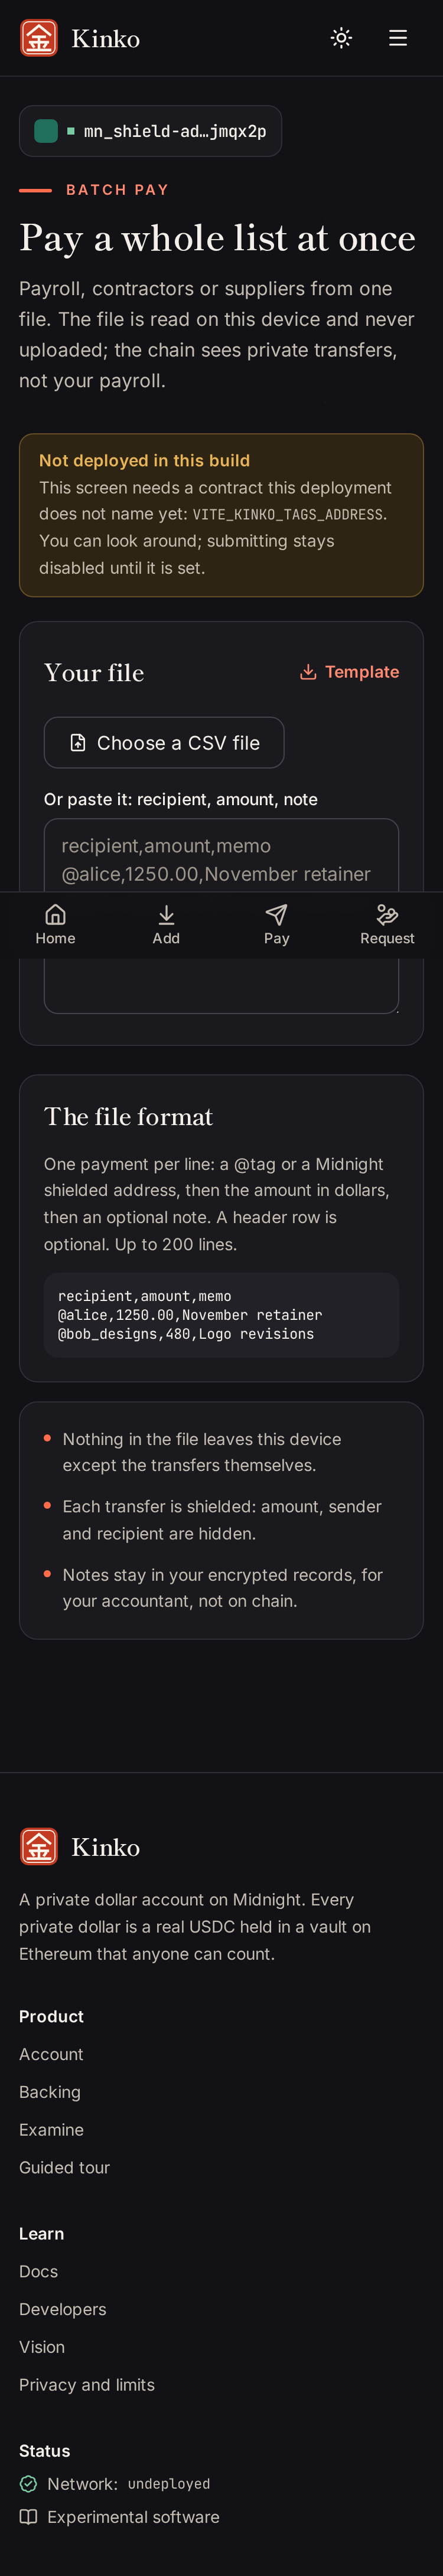 金 Kinko
mn_shield-ad…jmqx2p
BATCH PAY
Pay a whole list at once
Payroll, contractors or suppliers from one
file. The file is read on this device and never
uploaded; the chain sees private transfers,
not your payroll.
Not deployed in this build
This screen needs a contract this deployment
does not name yet: VITE_KINKO_TAGS_ADDRESS.
You can look around; submitting stays
disabled until it is set.
Your file
Template
Choose a CSV file
Or paste it: recipient, amount, note
recipient,amount,memo
@alice,1250.00,November retainer
Home Add Pay Request
The file format
One payment per line: a @tag or a Midnight
shielded address, then the amount in dollars,
then an optional note. A header row is
optional. Up to 200 lines.
recipient,amount,memo
@alice,1250.00,November retainer
@bob_designs,480,Logo revisions
Nothing in the file leaves this device
except the transfers themselves.
Each transfer is shielded: amount, sender
and recipient are hidden.
Notes stay in your encrypted records, for
your accountant, not on chain.
金 Kinko
A private dollar account on Midnight. Every
private dollar is a real USDC held in a vault on
Ethereum that anyone can count.
Product
Account
Backing
Examine
Guided tour
Learn
Docs
Developers
Vision
Privacy and limits
Status
Network: undeployed
Experimental software